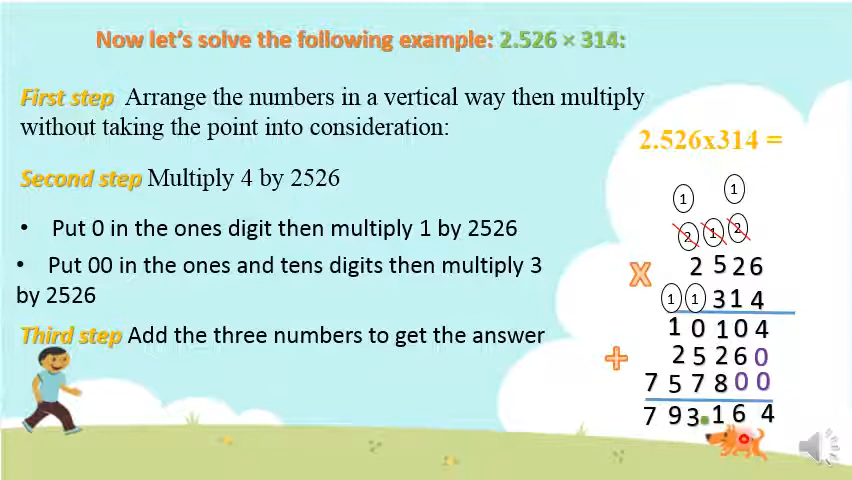 Now let's solve the following example: 2.526 × 314:
First step Arrange the numbers in a vertical way then multiply
without taking the point into consideration:
2.526x314 =
Second step Multiply 4 by 2526
• Put 0 in the ones digit then multiply 1 by 2526
• Put 00 in the ones and tens digits then multiply 3
by 2526
Third step Add the three numbers to get the answer
1 1
2 1 2
X 2 5 2 6
1 1 3 1 4
1 0 1 0 4
+ 2 5 2 6 0
7 5 7 8 0 0
7 9 3 . 1 6 4